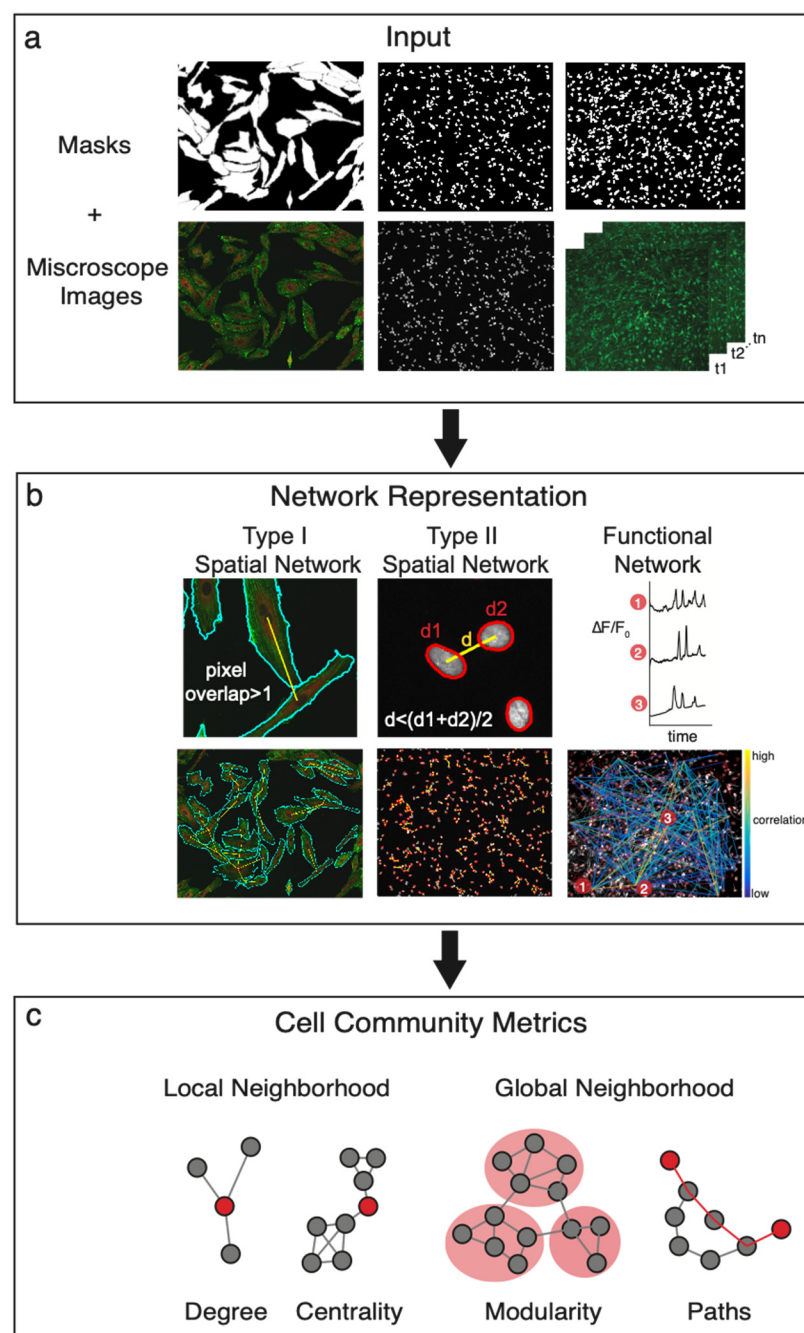 a
Input
Masks
+
Miscroscope
Images
t1
t2
tn
b
Network Representation
Type I
Spatial Network
Type II
Spatial Network
Functional
Network
pixel
overlap>1
d1
d
d2
d<(d1+d2)/2
ΔF/F₀
1
2
3
time
high
correlation
low
1
2
3
c
Cell Community Metrics
Local Neighborhood
Global Neighborhood
Degree
Centrality
Modularity
Paths